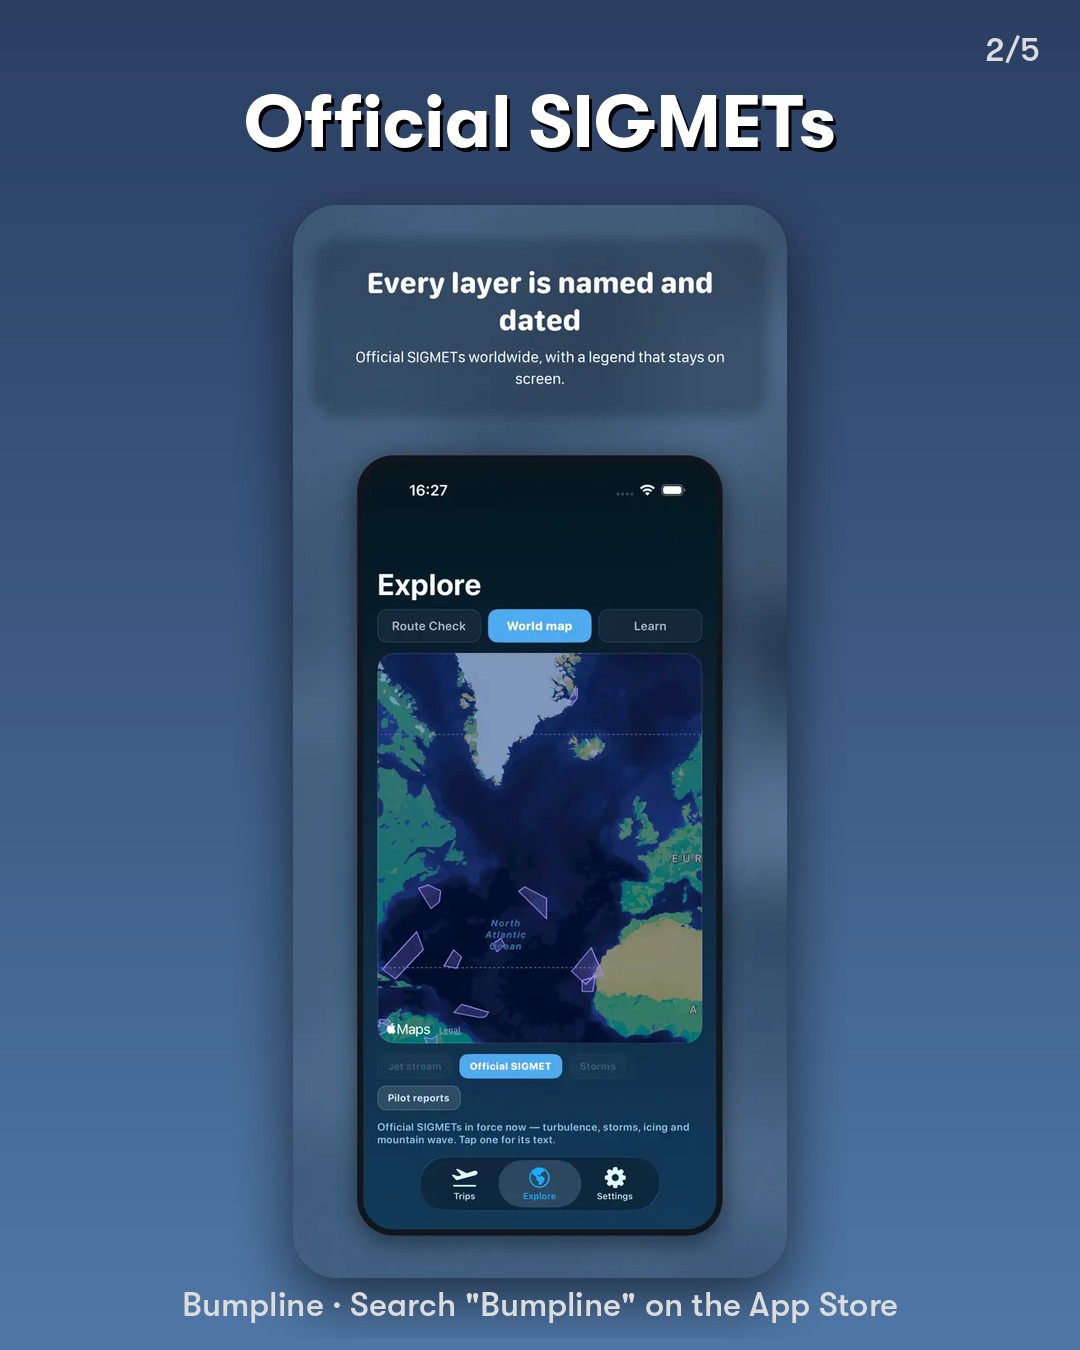 2/5
Official SIGMETs
Every layer is named and
dated
Official SIGMETs worldwide, with a legend that stays on
screen.
16:27
Explore
Route Check
World map
Learn
EUR
North
Atlantic
Ocean
A
Maps
Legal
Jet stream
Official SIGMET
Storms
Pilot reports
Official SIGMETs in force now — turbulence, storms, icing and
mountain wave. Tap one for its text.
Trips
Explore
Settings
Bumpline · Search "Bumpline" on the App Store